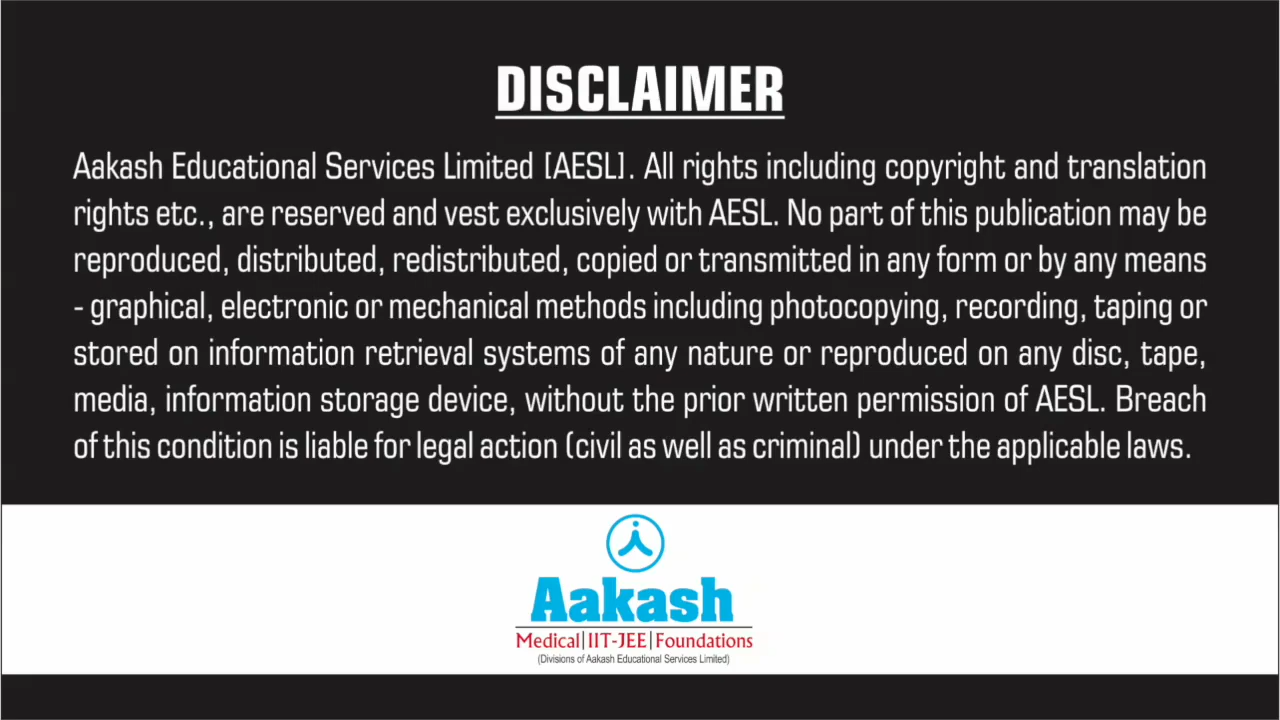 DISCLAIMER
Aakash Educational Services Limited [AESL]. All rights including copyright and translation
rights etc., are reserved and vest exclusively with AESL. No part of this publication may be
reproduced, distributed, redistributed, copied or transmitted in any form or by any means
- graphical, electronic or mechanical methods including photocopying, recording, taping or
stored on information retrieval systems of any nature or reproduced on any disc, tape,
media, information storage device, without the prior written permission of AESL. Breach
of this condition is liable for legal action (civil as well as criminal) under the applicable laws.
Aakash
Medical|IIT-JEE|Foundations
(Divisions of Aakash Educational Services Limited)